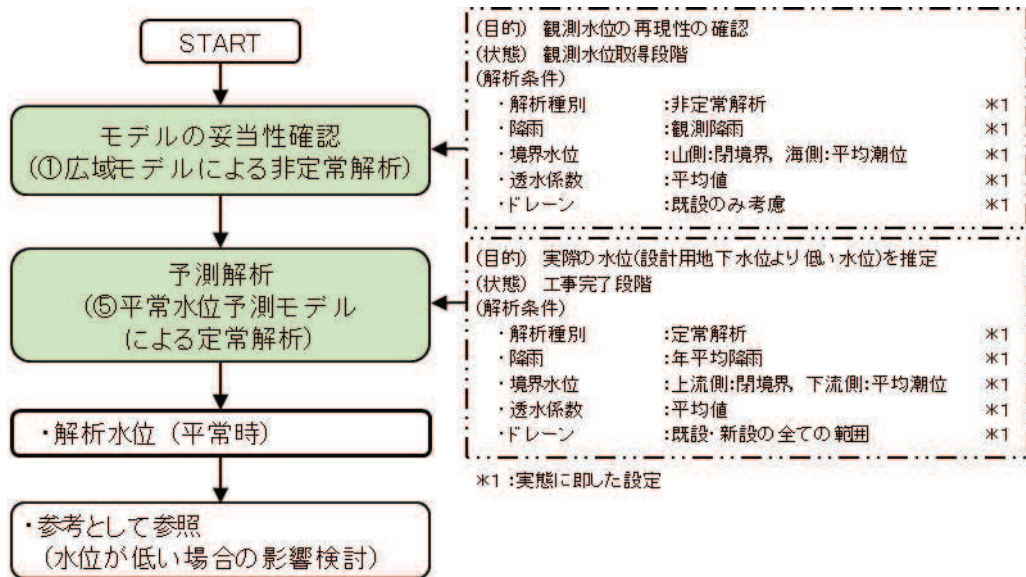 START
モデルの妥当性確認
(①広域モデルによる非定常解析)
予測解析
(⑤平常水位予測モデル
による定常解析)
・解析水位 (平常時)
・参考として参照
(水位が低い場合の影響検討)
(目的) 観測水位の再現性の確認
(状態) 観測水位取得段階
(解析条件)
・解析種別 :非定常解析 *1
・降雨 :観測降雨 *1
・境界水位 :山側:閉境界, 海側:平均潮位 *1
・透水係数 :平均値 *1
・ドレーン :既設のみ考慮 *1
(目的) 実際の水位(設計用地下水位より低い水位)を推定
(状態) 工事完了段階
(解析条件)
・解析種別 :定常解析 *1
・降雨 :年平均降雨 *1
・境界水位 :上流側:閉境界, 下流側:平均潮位 *1
・透水係数 :平均値 *1
・ドレーン :既設・新設の全ての範囲 *1
*1 :実態に即した設定